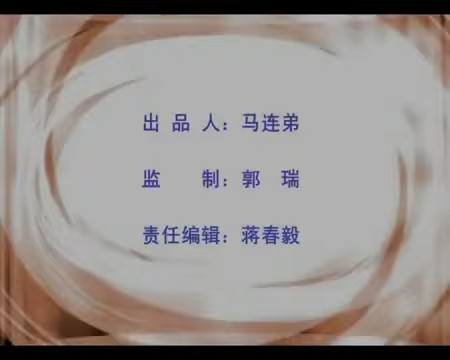 出 品 人：马连弟
监　　制：郭　瑞
责任编辑：蒋春毅